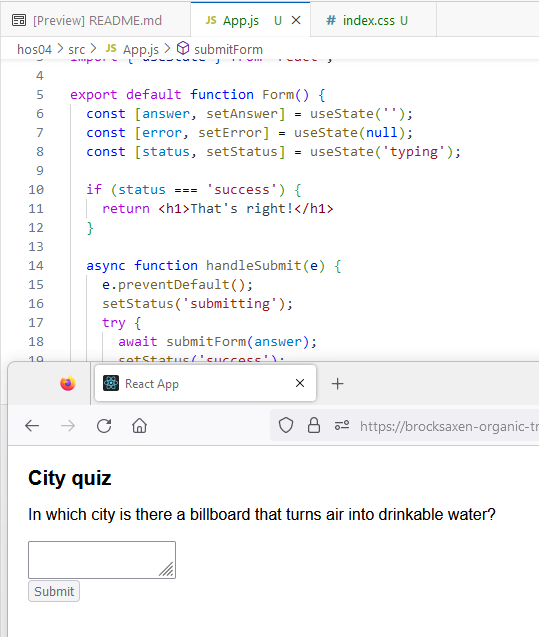 [Preview] README.md
JS App.js U ×
# index.css U
hos04 > src > JS App.js > submitForm
3 import { useState } from 'react';
4
5 export default function Form() {
6 const [answer, setAnswer] = useState('');
7 const [error, setError] = useState(null);
8 const [status, setStatus] = useState('typing');
9
10 if (status === 'success') {
11 return <h1>That's right!</h1>
12 }
13
14 async function handleSubmit(e) {
15 e.preventDefault();
16 setStatus('submitting');
17 try {
18 await submitForm(answer);
19 setStatus('success');
React App
https://brocksaxen-organic-tr
City quiz
In which city is there a billboard that turns air into drinkable water?
Submit